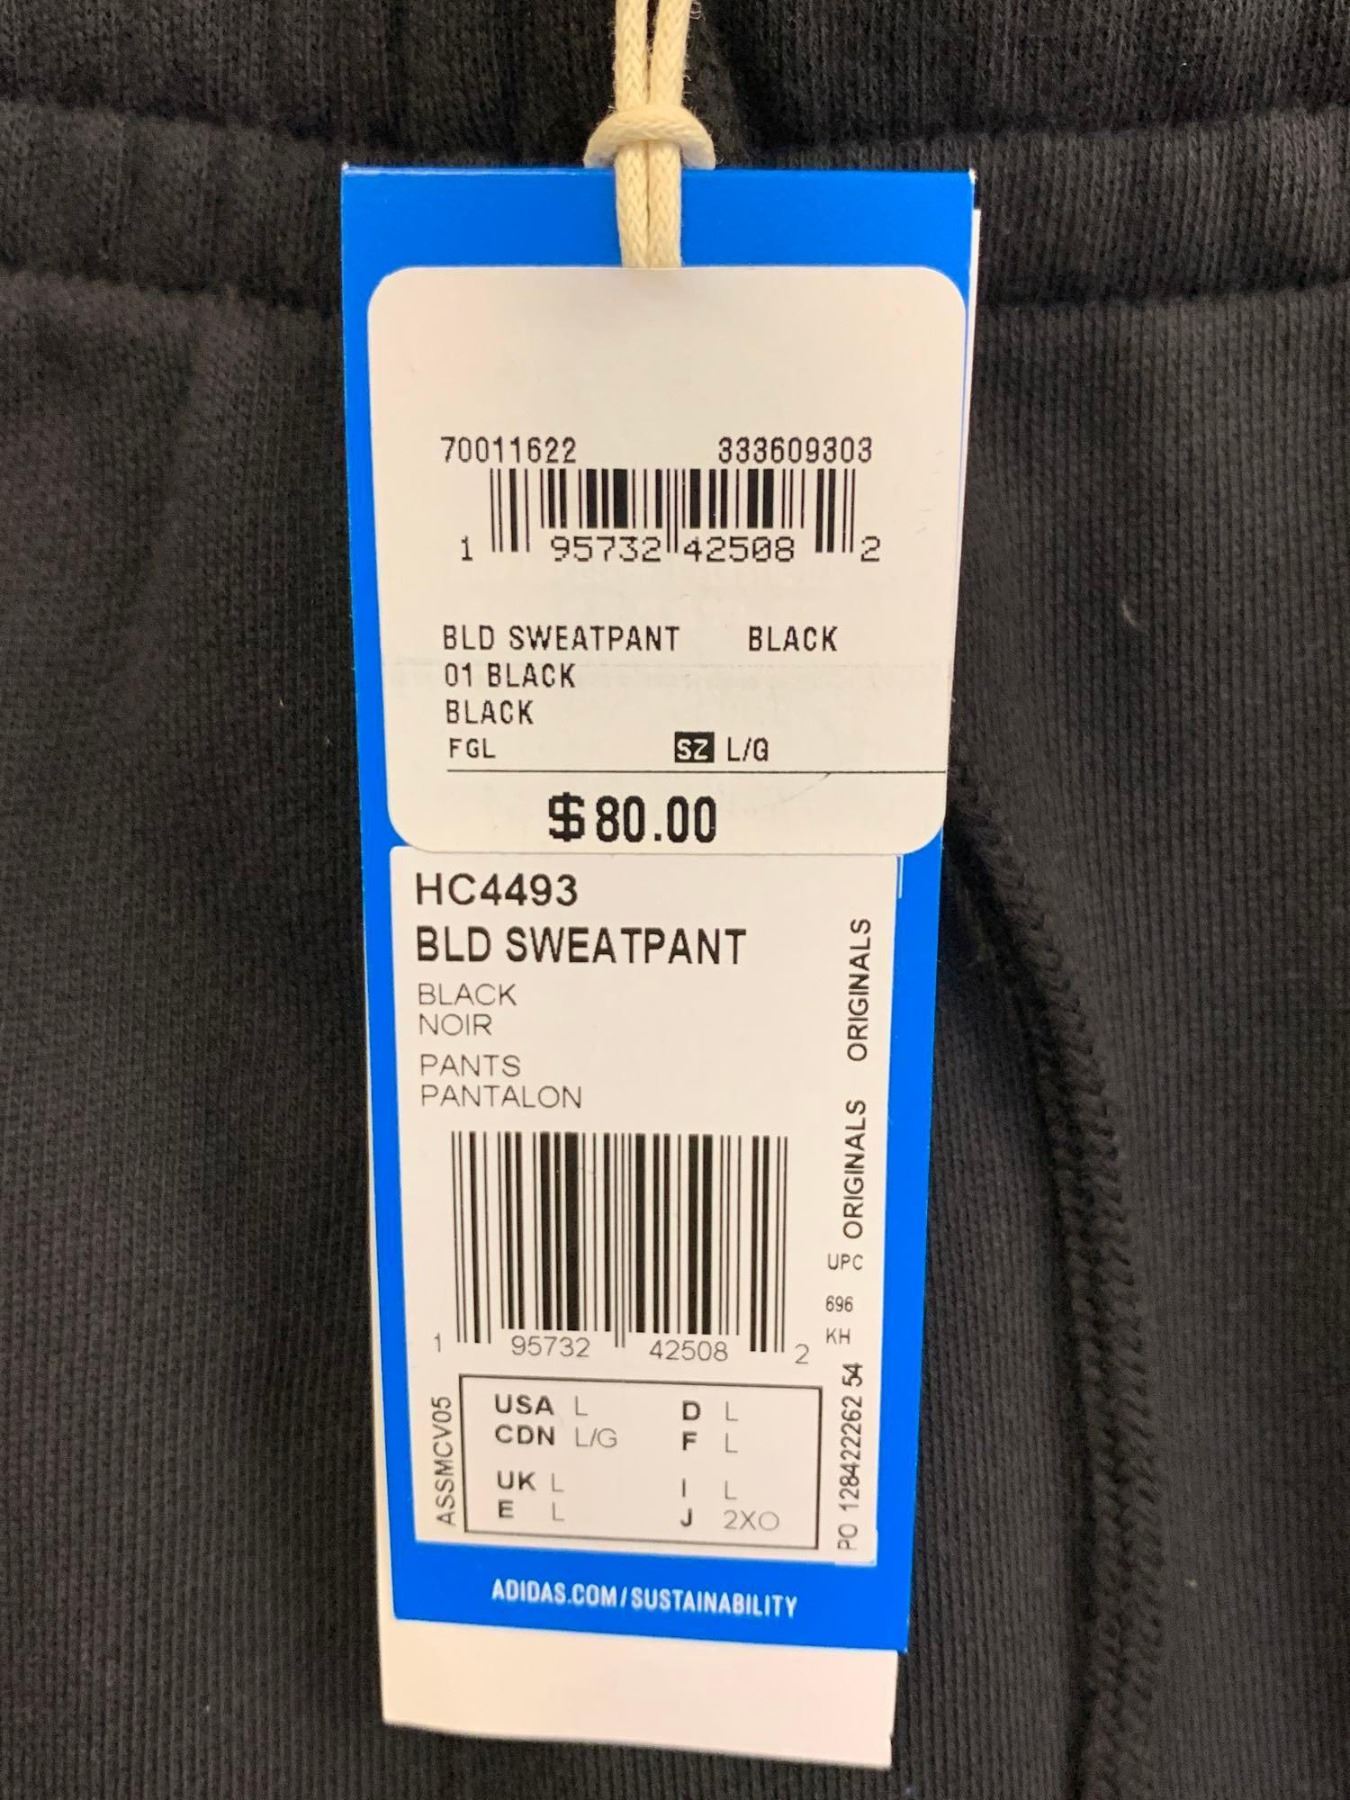 70011622 333609303
1 95732 42508 2
BLD SWEATPANT BLACK
01 BLACK
BLACK
FGL SZ L/G
$80.00
HC4493
BLD SWEATPANT
BLACK
NOIR
PANTS
PANTALON
ORIGINALS ORIGINALS
UPC
696
KH
1 95732 42508 2
PO 128422262 54
ASSMCV05
USA L D L
CDN L/G F L
UK L I L
E L J 2XO
ADIDAS.COM/SUSTAINABILITY